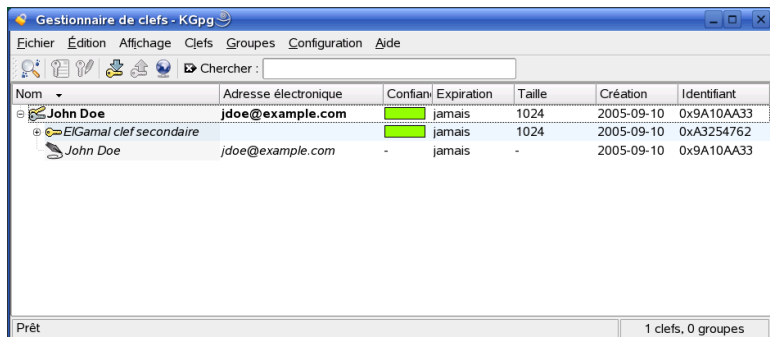 Gestionnaire de clefs - KGpg
Fichier Édition Affichage Clefs Groupes Configuration Aide
Chercher :
Nom Adresse électronique Confian Expiration Taille Création Identifiant
John Doe jdoe@example.com jamais 1024 2005-09-10 0x9A10AA33
ElGamal clef secondaire jamais 1024 2005-09-10 0xA3254762
John Doe jdoe@example.com - jamais - 2005-09-10 0x9A10AA33
Prêt 1 clefs, 0 groupes